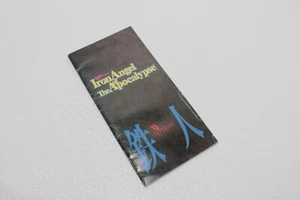 Iron Angel
The Apocalypse
鉄人